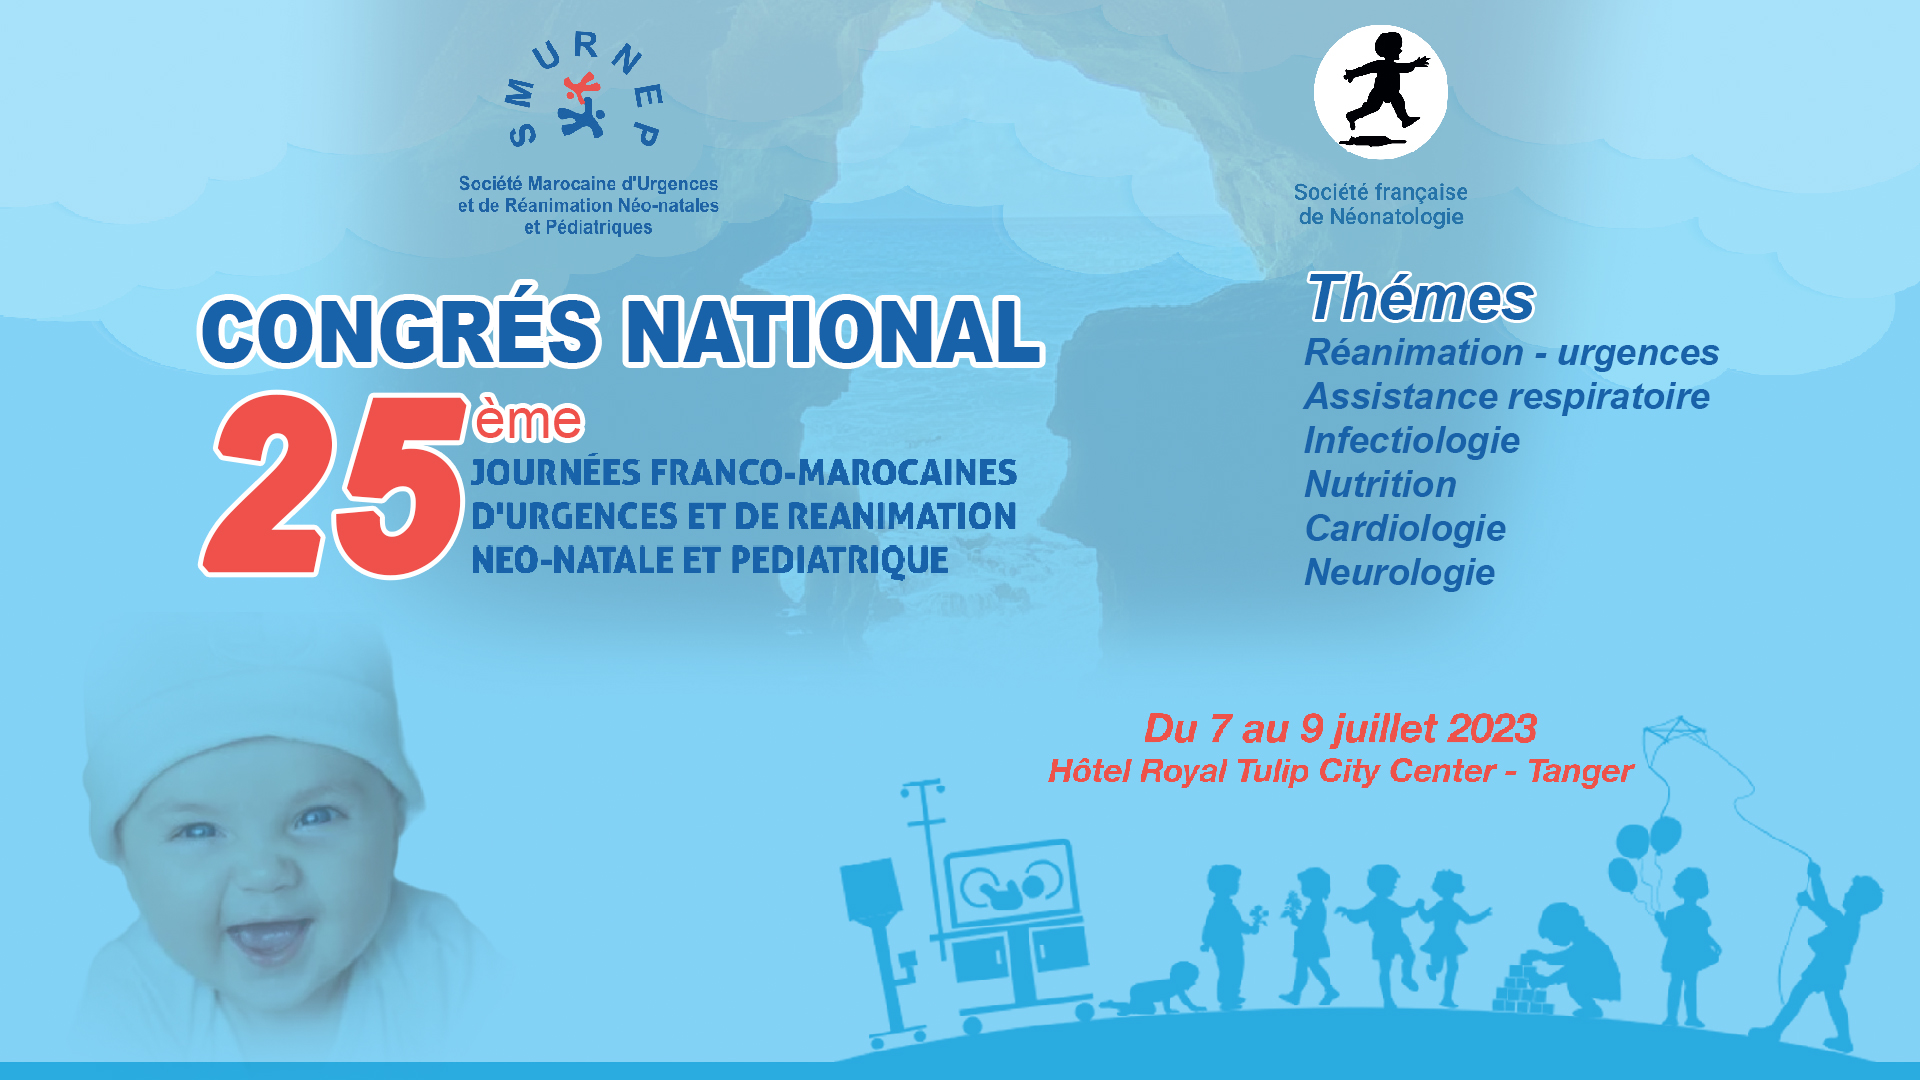 SMURNEP
Société Marocaine d'Urgences
et de Réanimation Néo-natales
et Pédiatriques
Société française
de Néonatologie
CONGRÉS NATIONAL
25ème
JOURNÉES FRANCO-MAROCAINES
D'URGENCES ET DE REANIMATION
NEO-NATALE ET PEDIATRIQUE
Thémes
Réanimation - urgences
Assistance respiratoire
Infectiologie
Nutrition
Cardiologie
Neurologie
Du 7 au 9 juillet 2023
Hôtel Royal Tulip City Center - Tanger